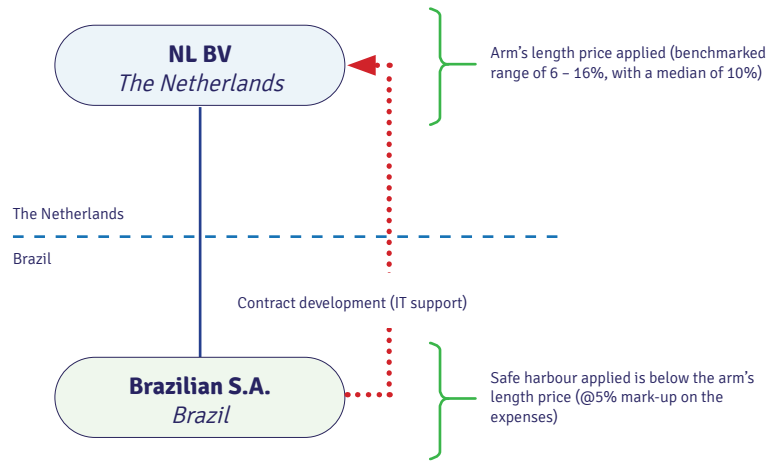 NL BV
The Netherlands
Arm’s length price applied (benchmarked
range of 6 – 16%, with a median of 10%)
The Netherlands
Brazil
Contract development (IT support)
Brazilian S.A.
Brazil
Safe harbour applied is below the arm’s
length price (@5% mark-up on the
expenses)